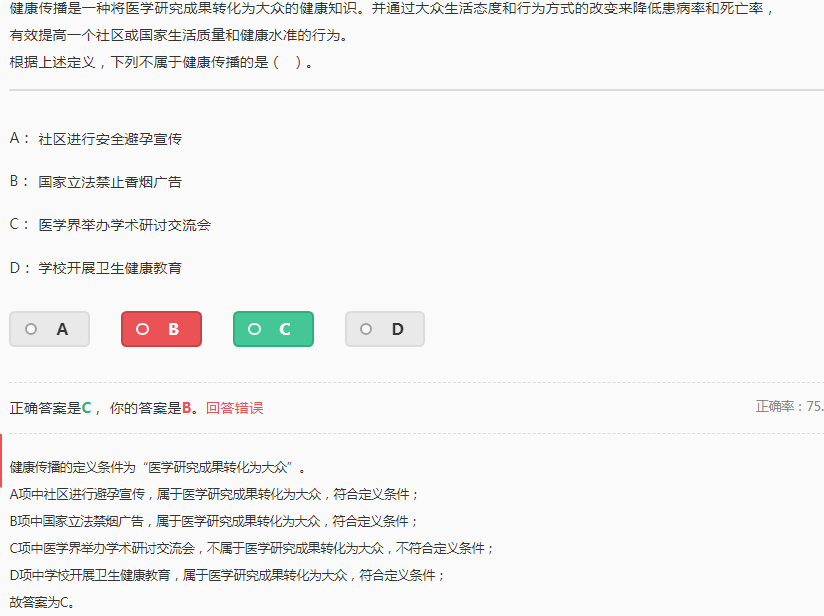 健康传播是一种将医学研究成果转化为大众的健康知识。并通过大众生活态度和行为方式的改变来降低患病率和死亡率，
有效提高一个社区或国家生活质量和健康水准的行为。
根据上述定义，下列不属于健康传播的是（　）。
A： 社区进行安全避孕宣传
B： 国家立法禁止香烟广告
C： 医学界举办学术研讨交流会
D： 学校开展卫生健康教育
A B C D
正确答案是C， 你的答案是B。回答错误 正确率：75.
健康传播的定义条件为“医学研究成果转化为大众”。
A项中社区进行避孕宣传，属于医学研究成果转化为大众，符合定义条件；
B项中国家立法禁烟广告，属于医学研究成果转化为大众，符合定义条件；
C项中医学界举办学术研讨交流会，不属于医学研究成果转化为大众，不符合定义条件；
D项中学校开展卫生健康教育，属于医学研究成果转化为大众，符合定义条件；
故答案为C。